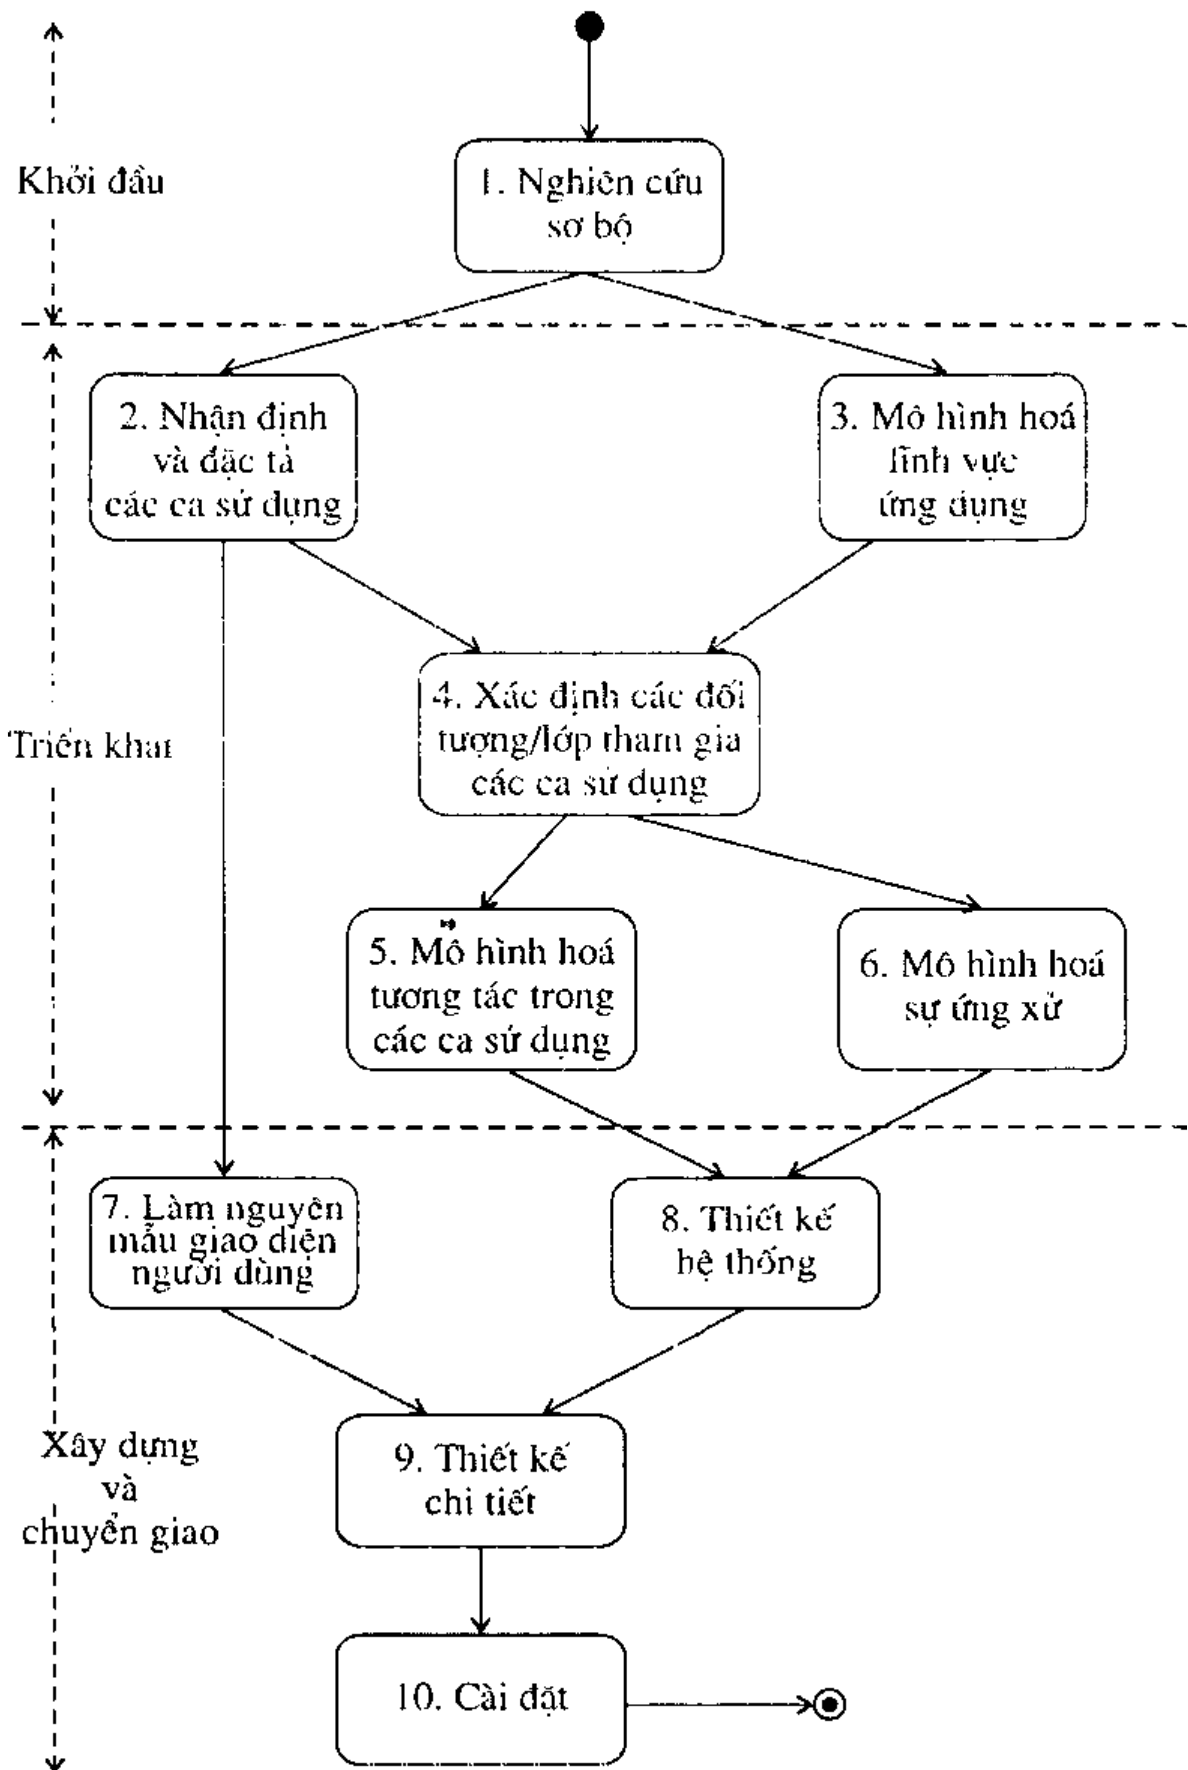 Khởi đầu
1. Nghiên cứu
sơ bộ
2. Nhận định
và đặc tả
các ca sử dụng
3. Mô hình hoá
lĩnh vực
ứng dụng
4. Xác định các đối
tượng/lớp tham gia
các ca sử dụng
Triển khai
5. Mô hình hoá
tương tác trong
các ca sử dụng
6. Mô hình hoá
sự ứng xử
7. Làm nguyên
mẫu giao diện
người dùng
8. Thiết kế
hệ thống
Xây dựng
và
chuyển giao
9. Thiết kế
chi tiết
10. Cài đặt